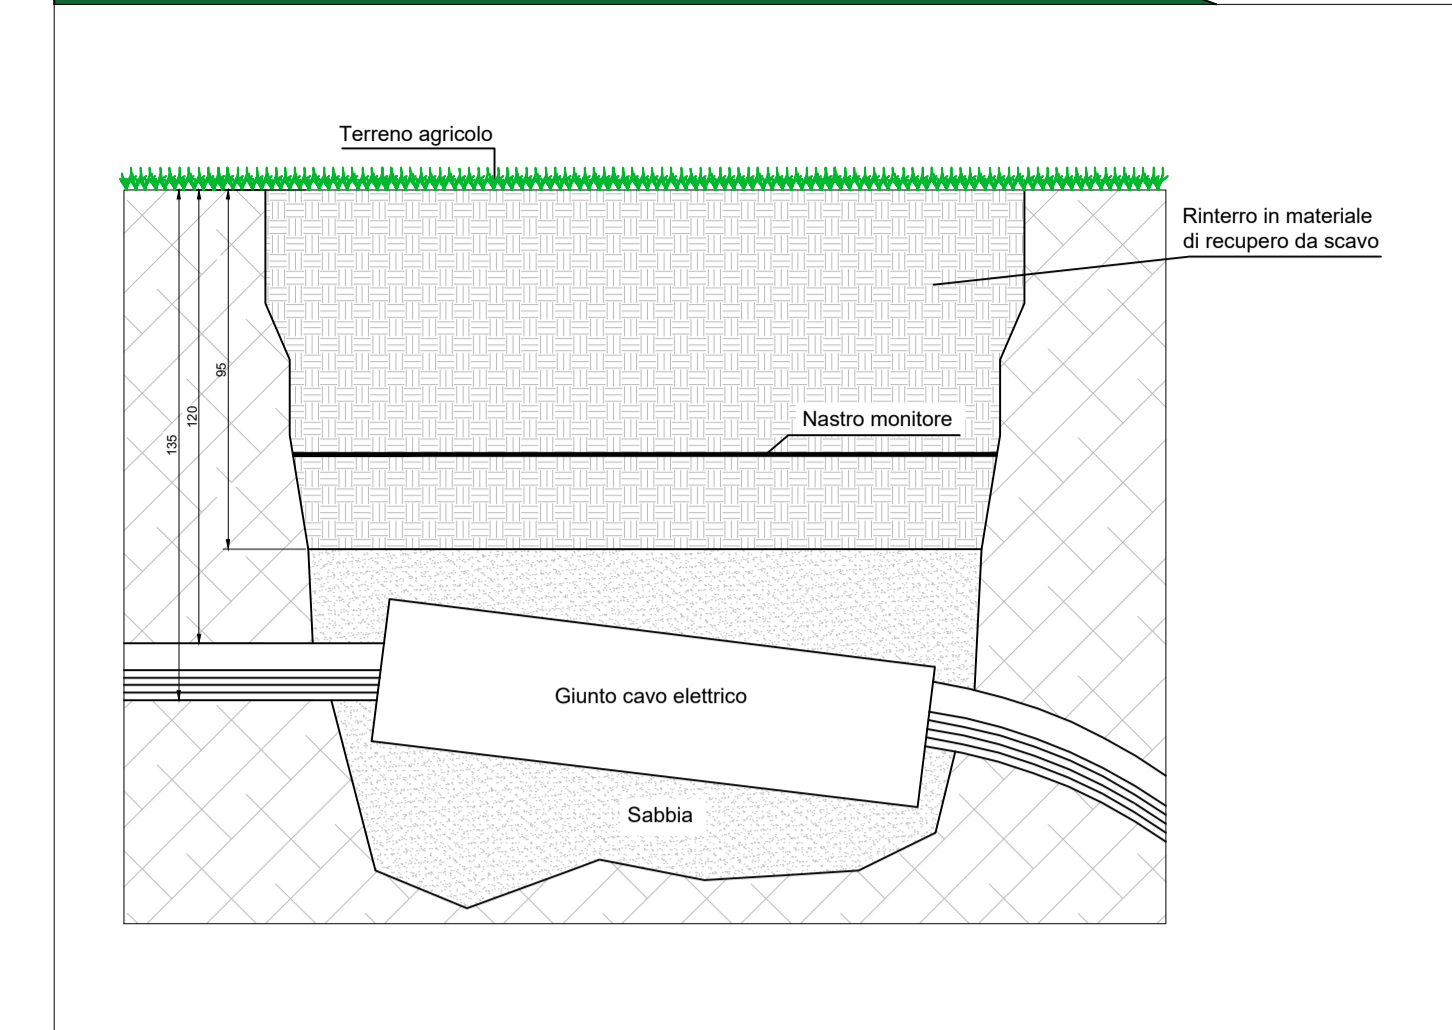 Terreno agricolo
Rinterro in materiale
di recupero da scavo
95
120
135
Nastro monitore
Giunto cavo elettrico
Sabbia